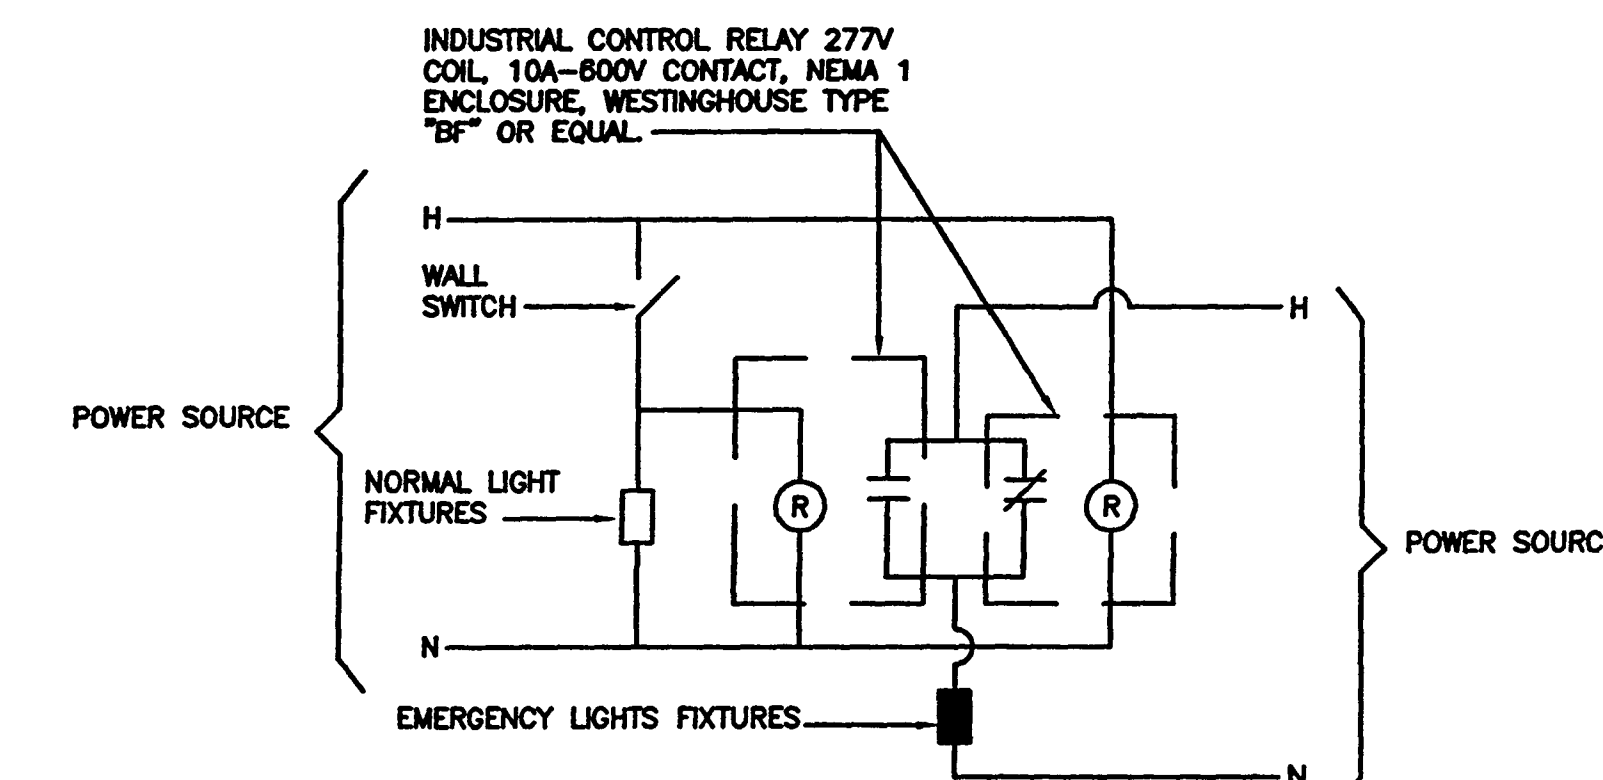 INDUSTRIAL CONTROL RELAY 277V
COIL, 10A-600V CONTACT, NEMA 1
ENCLOSURE, WESTINGHOUSE TYPE
"BF" OR EQUAL.
H
WALL
SWITCH
H
POWER SOURCE
NORMAL LIGHT
FIXTURES
R
R
POWER SOURC
N
EMERGENCY LIGHTS FIXTURES
N